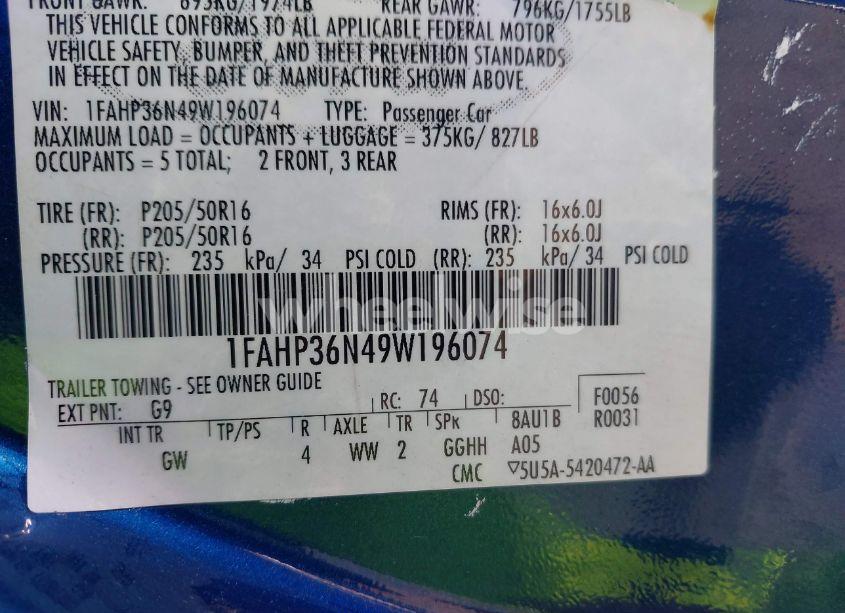 FRONT GAWR: 895KG/1974LB REAR GAWR: 796KG/1755LB
THIS VEHICLE CONFORMS TO ALL APPLICABLE FEDERAL MOTOR
VEHICLE SAFETY, BUMPER, AND THEFT PREVENTION STANDARDS
IN EFFECT ON THE DATE OF MANUFACTURE SHOWN ABOVE.
VIN: 1FAHP36N49W196074 TYPE: Passenger Car
MAXIMUM LOAD = OCCUPANTS + LUGGAGE = 375KG/ 827LB
OCCUPANTS = 5 TOTAL; 2 FRONT, 3 REAR
TIRE (FR): P205/50R16 RIMS (FR): 16x6.0J
(RR): P205/50R16 (RR): 16x6.0J
PRESSURE (FR): 235 kPa/ 34 PSI COLD (RR): 235 kPa/ 34 PSI COLD
wheelwise
1FAHP36N49W196074
TRAILER TOWING - SEE OWNER GUIDE
EXT PNT: G9 RC: 74 DSO: F0056
INT TR TP/PS R AXLE TR SPk 8AU1B R0031
GW 4 WW 2 GGHH A05
CMC ▽5U5A-5420472-AA